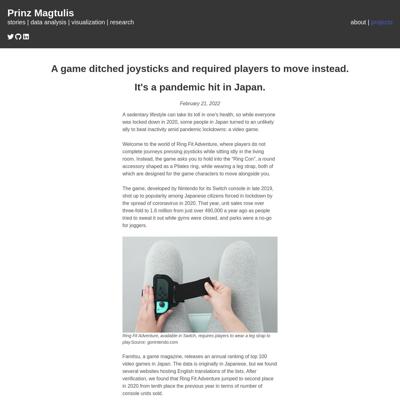 Prinz Magtulis
stories | data analysis | visualization | research
about | projects
A game ditched joysticks and required players to move instead.
It's a pandemic hit in Japan.
February 21, 2022
A sedentary lifestyle can take its toll in one's health, so while everyone
was locked down in 2020, some people in Japan turned to an unlikely
ally to beat inactivity amid pandemic lockdowns: a video game.
Welcome to the world of Ring Fit Adventure, where players do not
complete journeys pressing joysticks while sitting idly in the living
room. Instead, the game asks you to hold into the "Ring Con", a round
accessory shaped as a Pilates ring, while wearing a leg strap, both of
which are designed for the game characters to move alongside you.
The game, developed by Nintendo for its Switch console in late 2019,
shot up to popularity among Japanese citizens forced in lockdown by
the spread of coronavirus in 2020. That year, unit sales rose over
three-fold to 1.6 million from just over 490,000 a year ago as people
tried to sweat it out while gyms were closed, and parks were a no-go
for joggers.
Ring Fit Adventure, available in Switch, requires players to wear a leg strap to
play.Source: gonintendo.com
Famitsu, a game magazine, releases an annual ranking of top 100
video games in Japan. The data is originally in Japanese, but we found
several websites hosting English translations of the lists. After
verification, we found that Ring Fit Adventure jumped to second place
in 2020 from tenth place the previous year in terms of number of
console units sold.